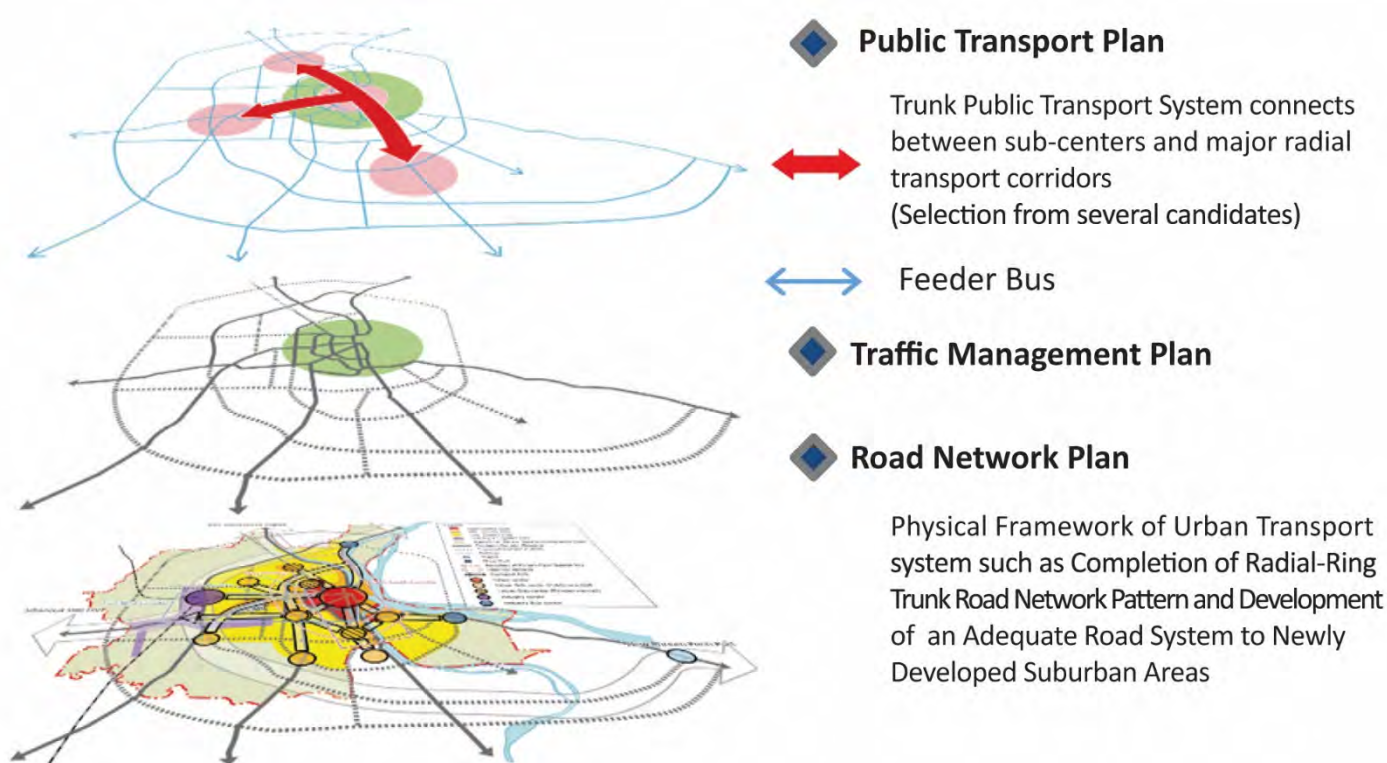 Public Transport Plan
Trunk Public Transport System connects
between sub-centers and major radial
transport corridors
(Selection from several candidates)
Feeder Bus
Traffic Management Plan
Road Network Plan
Physical Framework of Urban Transport
system such as Completion of Radial-Ring
Trunk Road Network Pattern and Development
of an Adequate Road System to Newly
Developed Suburban Areas